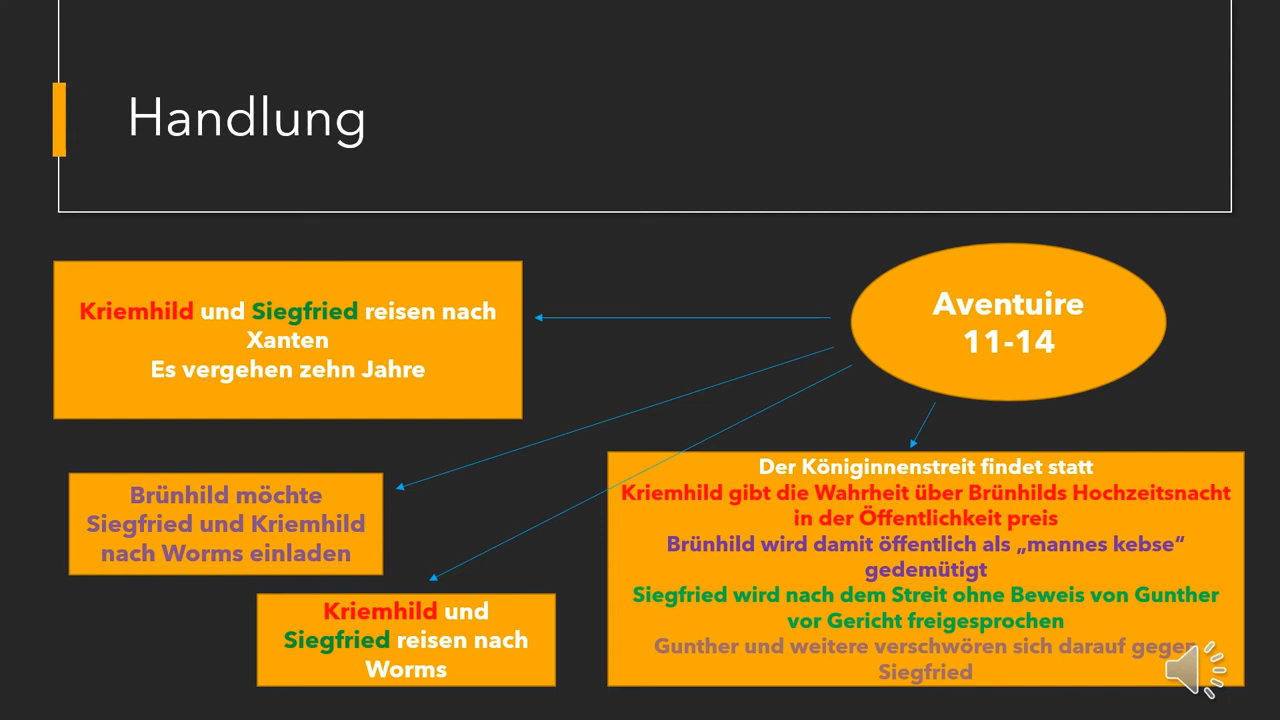 Handlung
Kriemhild und Siegfried reisen nach
Xanten
Es vergehen zehn Jahre
Aventuire
11-14
Brünhild möchte
Siegfried und Kriemhild
nach Worms einladen
Kriemhild und
Siegfried reisen nach
Worms
Der Königinnenstreit findet statt
Kriemhild gibt die Wahrheit über Brünhilds Hochzeitsnacht
in der Öffentlichkeit preis
Brünhild wird damit öffentlich als „mannes kebse“
gedemütigt
Siegfried wird nach dem Streit ohne Beweis von Gunther
vor Gericht freigesprochen
Gunther und weitere verschwören sich darauf gegen
Siegfried